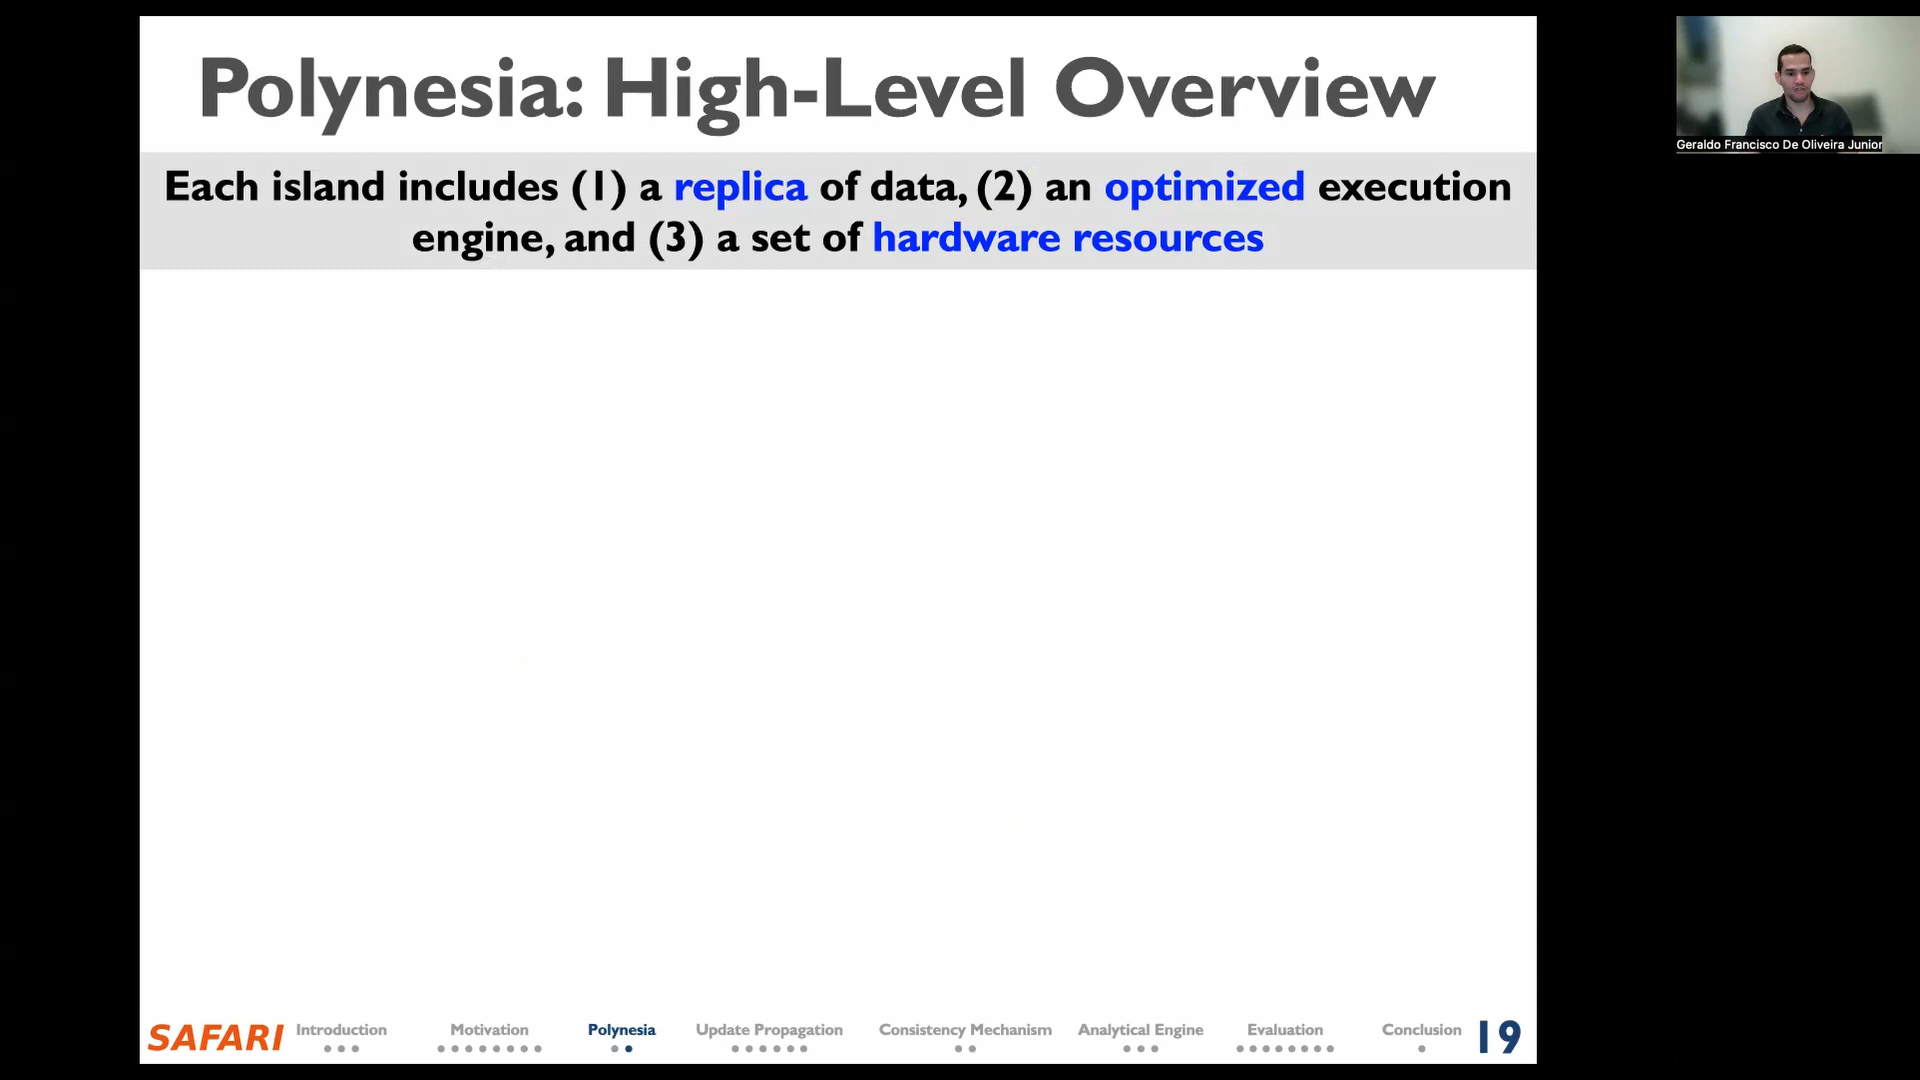 Polynesia: High-Level Overview
Geraldo Francisco De Oliveira Junior
Each island includes (1) a replica of data, (2) an optimized execution
engine, and (3) a set of hardware resources
SAFARI
Introduction
Motivation
Polynesia
Update Propagation
Consistency Mechanism
Analytical Engine
Evaluation
Conclusion
19